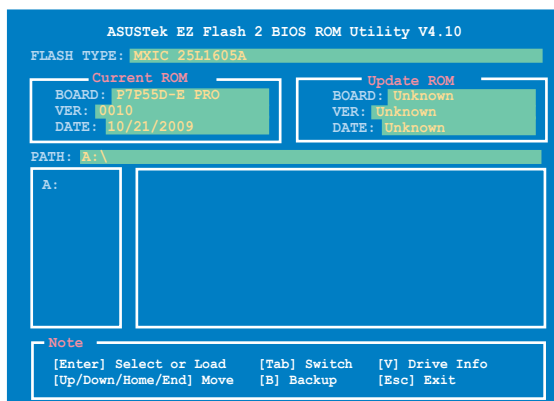 ASUSTek EZ Flash 2 BIOS ROM Utility V4.10
FLASH TYPE: MXIC 25L1605A
Current ROM
BOARD: P7P55D-E PRO
VER: 0010
DATE: 10/21/2009
Update ROM
BOARD: Unknown
VER: Unknown
DATE: Unknown
PATH: A:\
A:
Note
[Enter] Select or Load [Tab] Switch [V] Drive Info
[Up/Down/Home/End] Move [B] Backup [Esc] Exit